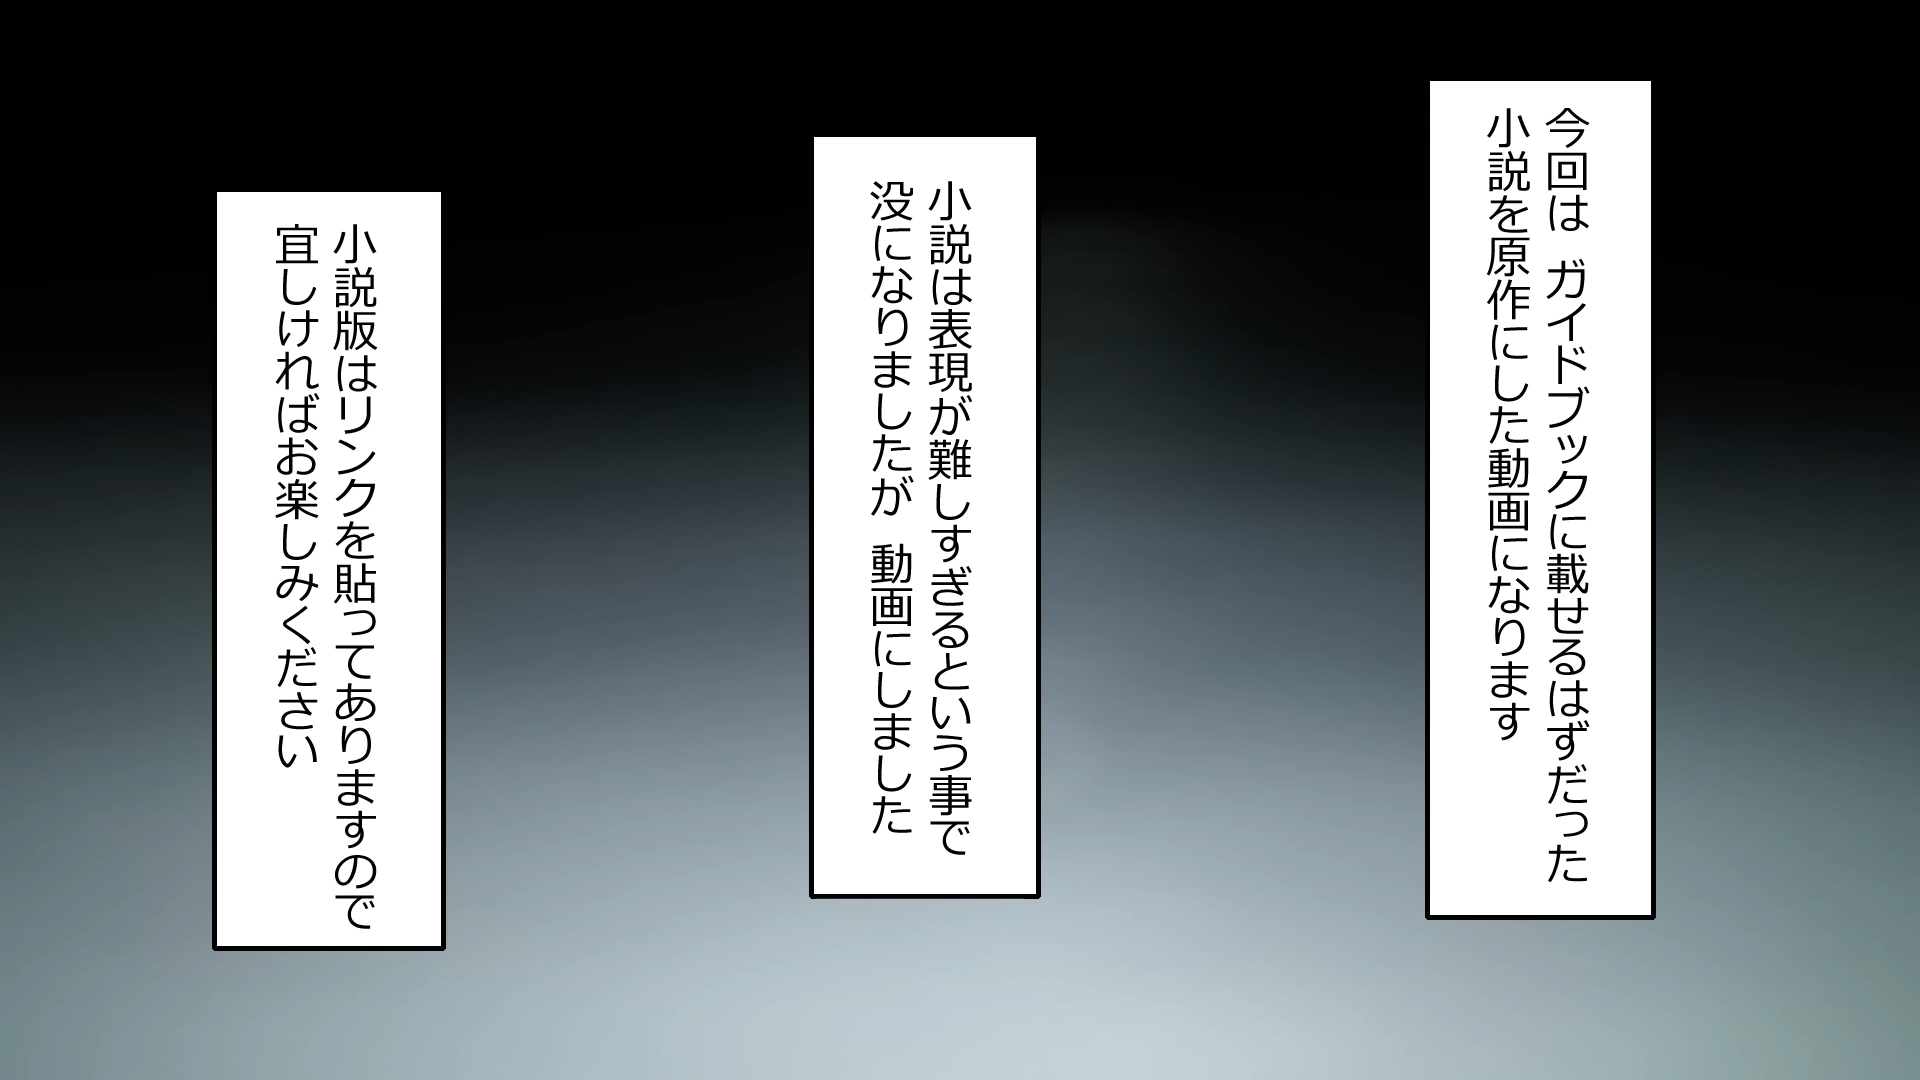 今回は ガイドブックに載せるはずだった
小説を原作にした動画になります
小説は表現が難しすぎるという事で
没になりましたが 動画にしました
小説版はリンクを貼ってありますので
宜しければお楽しみください